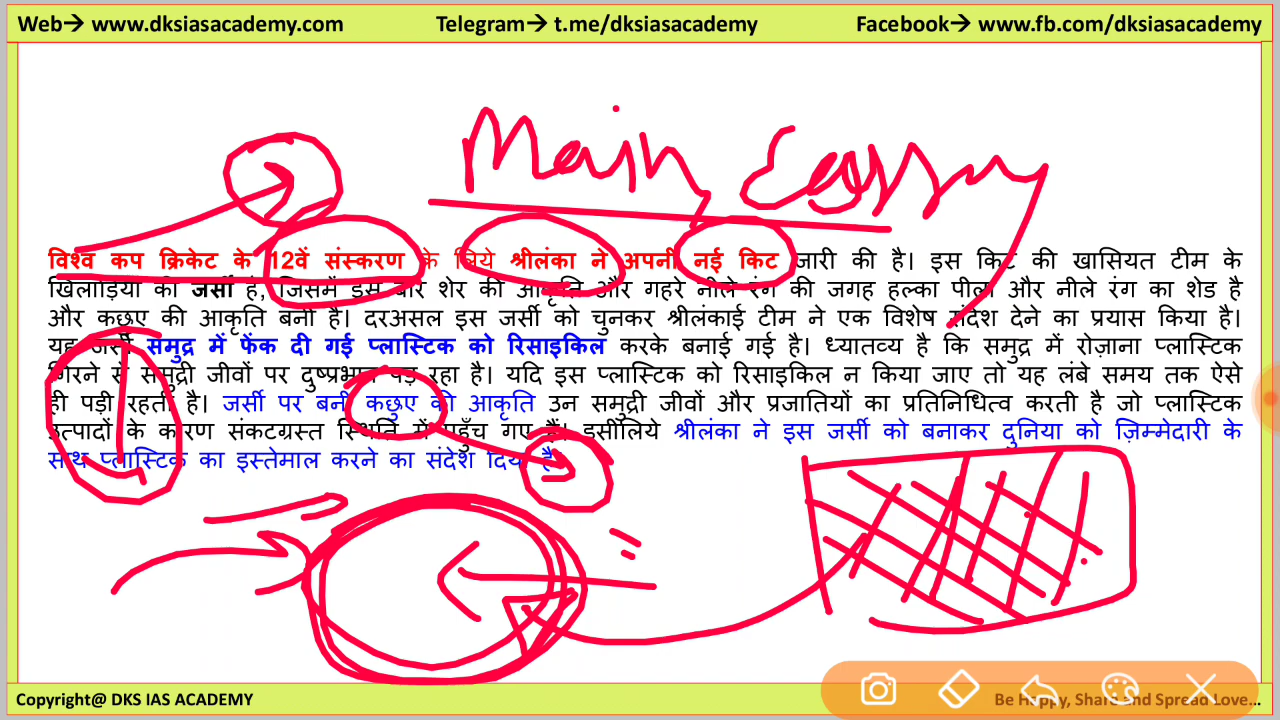 Web→ www.dksiasacademy.com Telegram→ t.me/dksiasacademy Facebook→ www.fb.com/dksiasacademy
Main
विश्व कप क्रिकेट के 12वें संस्करण के लिये श्रीलंका ने अपनी नई किट जारी की है। इस किट की खासियत टीम के
खिलाड़ियों की जर्सी है, जिसमें इस बार शेर की आकृति और गहरे नीले रंग की जगह हल्का पीला और नीले रंग का शेड है
और कछुए की आकृति बनी है। दरअसल इस जर्सी को चुनकर श्रीलंकाई टीम ने एक विशेष संदेश देने का प्रयास किया है।
यह जर्सी समुद्र में फेंक दी गई प्लास्टिक को रिसाइकिल करके बनाई गई है। ध्यातव्य है कि समुद्र में रोज़ाना प्लास्टिक
गिरने से समुद्री जीवों पर दुष्प्रभाव पड़ रहा है। यदि इस प्लास्टिक को रिसाइकिल न किया जाए तो यह लंबे समय तक ऐसे
ही पड़ी रहती है। जर्सी पर बनी कछुए की आकृति उन समुद्री जीवों और प्रजातियों का प्रतिनिधित्व करती है जो प्लास्टिक
उत्पादों के कारण संकटग्रस्त स्थिति में पहुँच गए हैं। इसीलिये श्रीलंका ने इस जर्सी को बनाकर दुनिया को ज़िम्मेदारी के
साथ प्लास्टिक का इस्तेमाल करने का संदेश दिया है।
Copyright@ DKS IAS ACADEMY Be Happy, Share and Spread Love...